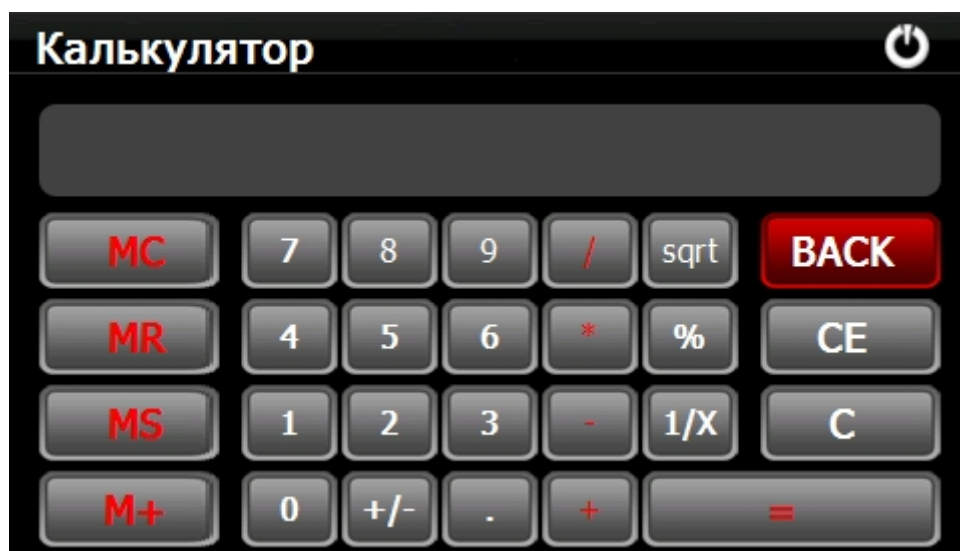 Калькулятор
MC 7 8 9 / sqrt BACK
MR 4 5 6 * % CE
MS 1 2 3 - 1/X C
M+ 0 +/- . + =